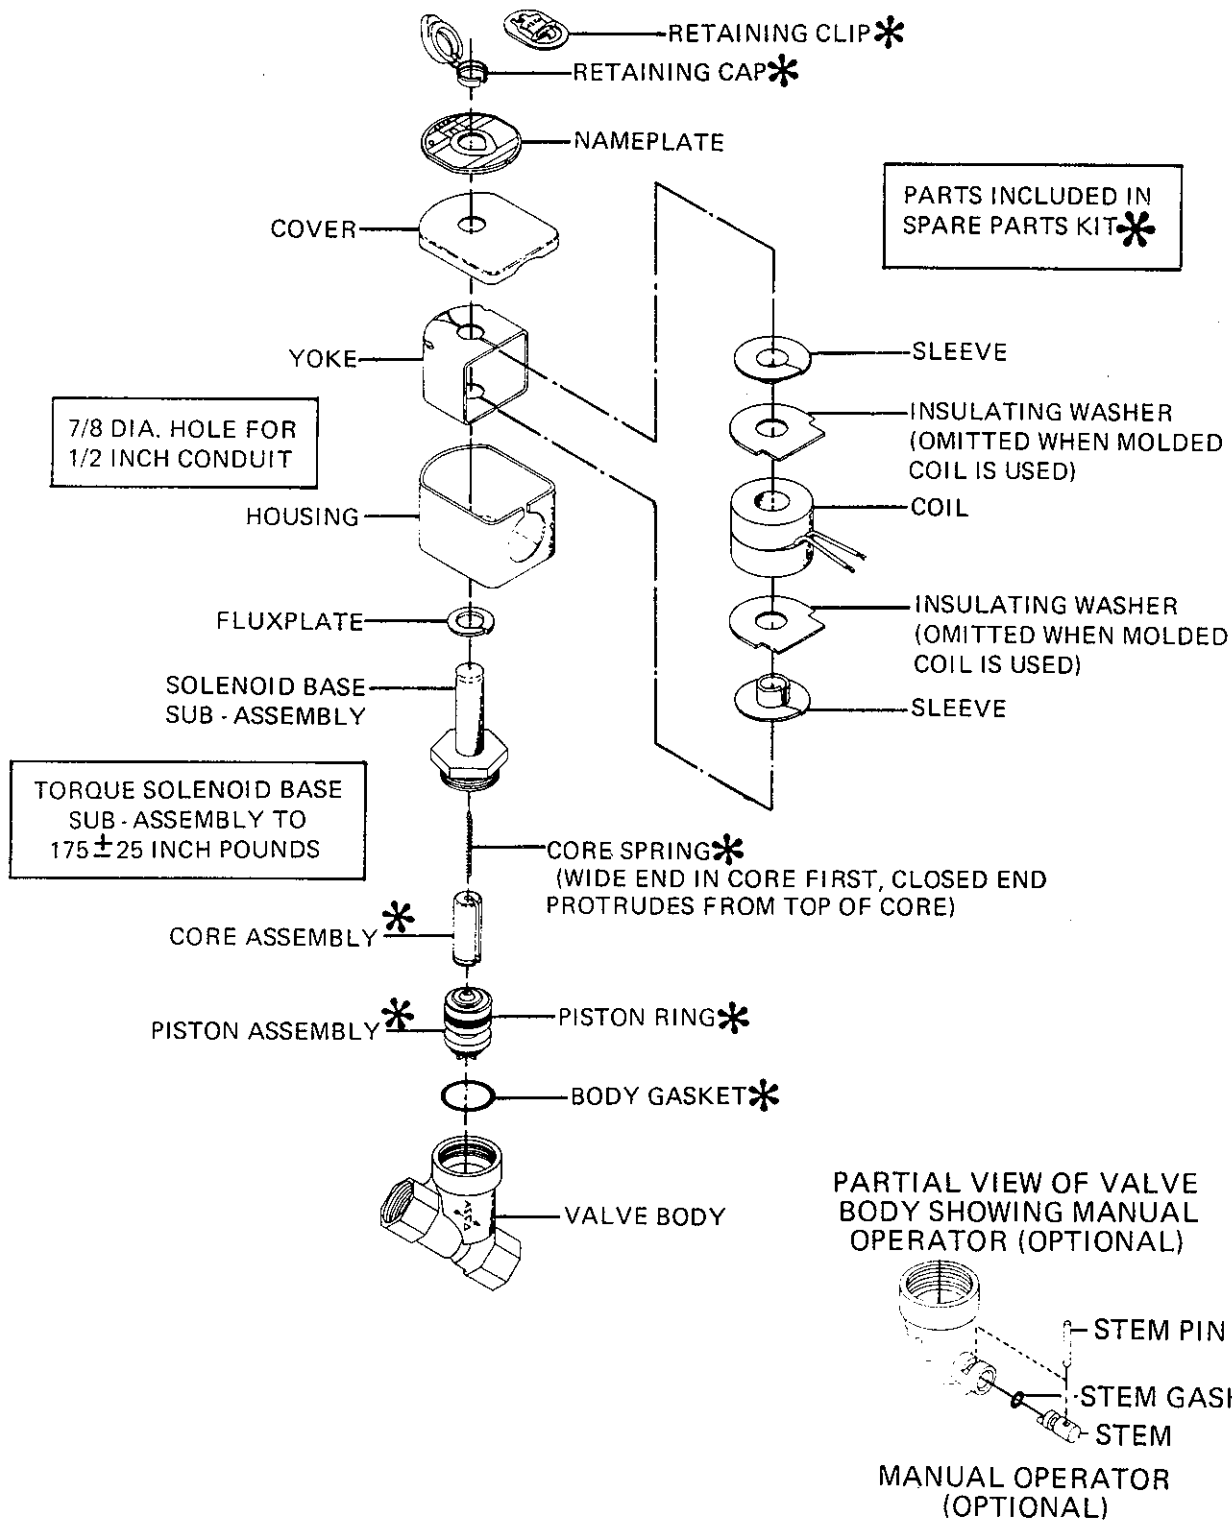 RETAINING CLIP*
RETAINING CAP*
NAMEPLATE
PARTS INCLUDED IN
SPARE PARTS KIT*
COVER
YOKE
SLEEVE
7/8 DIA. HOLE FOR
1/2 INCH CONDUIT
INSULATING WASHER
(OMITTED WHEN MOLDED
COIL IS USED)
HOUSING
COIL
FLUXPLATE
INSULATING WASHER
(OMITTED WHEN MOLDED
COIL IS USED)
SOLENOID BASE
SUB - ASSEMBLY
SLEEVE
TORQUE SOLENOID BASE
SUB - ASSEMBLY TO
175±25 INCH POUNDS
CORE SPRING*
(WIDE END IN CORE FIRST, CLOSED END
PROTRUDES FROM TOP OF CORE)
CORE ASSEMBLY*
PISTON ASSEMBLY*
PISTON RING*
BODY GASKET*
VALVE BODY
PARTIAL VIEW OF VALVE
BODY SHOWING MANUAL
OPERATOR (OPTIONAL)
STEM PIN
STEM GASK
STEM
MANUAL OPERATOR
(OPTIONAL)